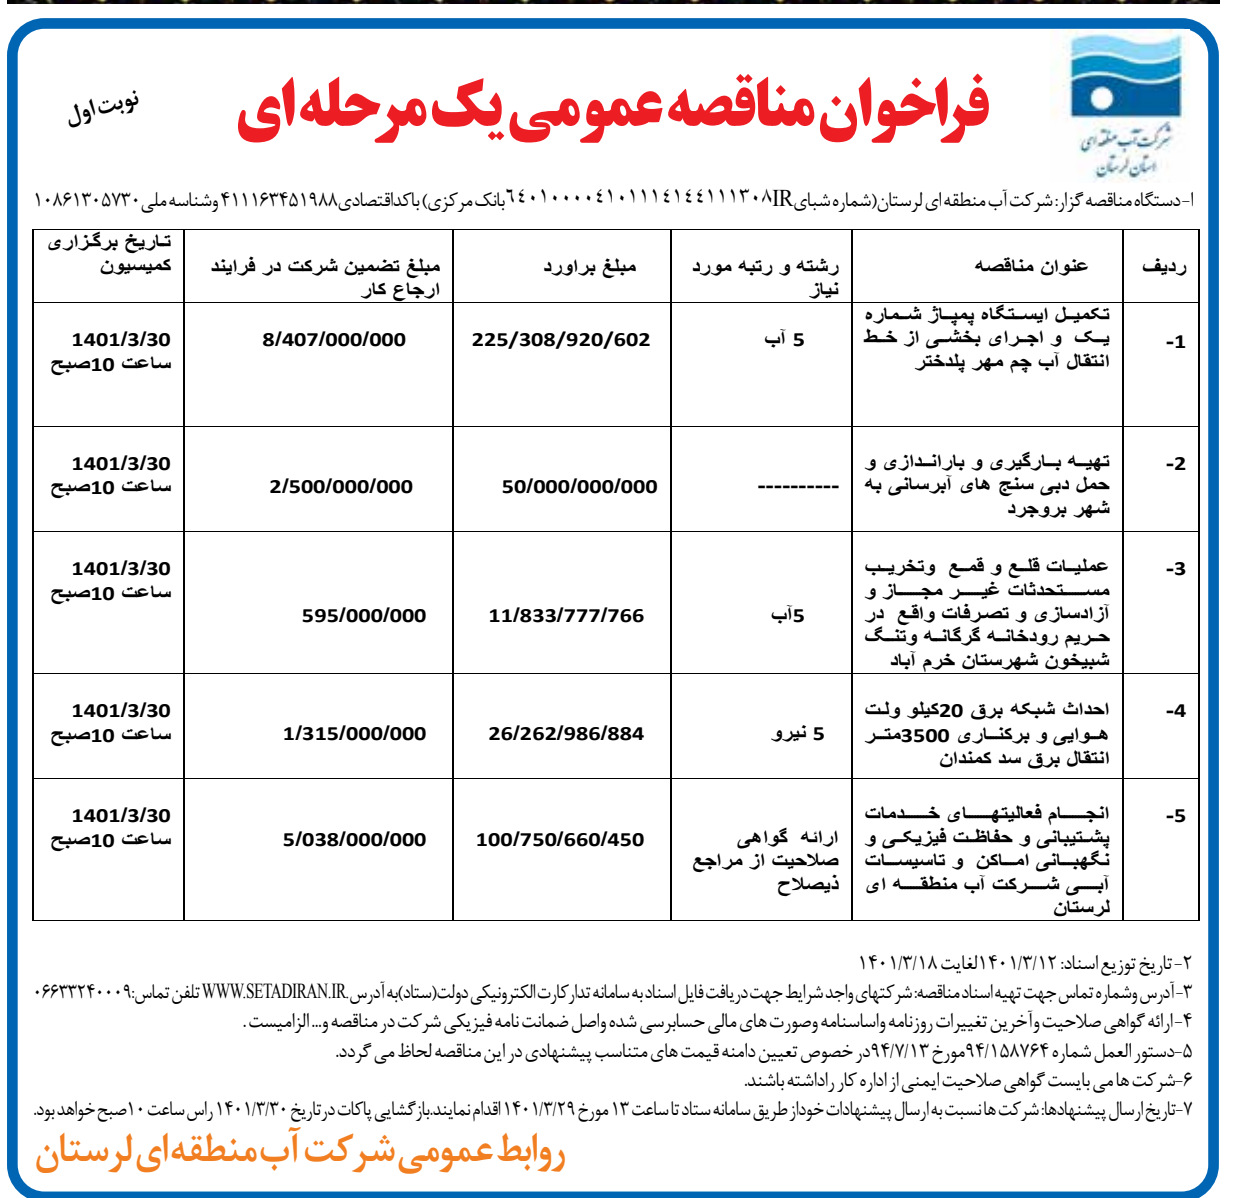 فراخوان مناقصه عمومی یک مرحله ای
نوبت اول
شرکت آب منطقه ای
استان لرستان
۱-دستگاه مناقصه گزار: شرکت آب منطقه ای لرستان(شماره شبای IR۶۴۰۱۰۰۰۰۴۱۰۱۱۱۴۱۴۴۱۱۱۳۰۸ بانک مرکزی) باکداقتصادی۴۱۱۱۶۳۴۵۱۹۸۸ وشناسه ملی۱۰۸۶۱۳۰۵۷۳۰
ردیف
عنوان مناقصه
رشته و رتبه مورد
نیاز
مبلغ براورد
مبلغ تضمین شرکت در فرایند
ارجاع کار
تاریخ برگزاری
کمیسیون
1-
تکمیل ایستگاه پمپاژ شماره
یک و اجرای بخشی از خط
انتقال آب چم مهر پلدختر
5 آب
225/308/920/602
8/407/000/000
1401/3/30
ساعت 10صبح
2-
تهیه بارگیری و باراندازی و
حمل دبی سنج های آبرسانی به
شهر بروجرد
----------
50/000/000/000
2/500/000/000
1401/3/30
ساعت 10صبح
3-
عملیات قلع و قمع وتخریب
مستحدثات غیر مجاز و
آزادسازی و تصرفات واقع در
حریم رودخانه گرگانه وتنگ
شبیخون شهرستان خرم آباد
5آب
11/833/777/766
595/000/000
1401/3/30
ساعت 10صبح
4-
احداث شبکه برق 20کیلو ولت
هوایی و برکناری 3500متر
انتقال برق سد کمندان
5 نیرو
26/262/986/884
1/315/000/000
1401/3/30
ساعت 10صبح
5-
انجام فعالیتهای خدمات
پشتیبانی و حفاظت فیزیکی و
نگهبانی اماکن و تاسیسات
آبی شرکت آب منطقه ای
لرستان
ارائه گواهی
صلاحیت از مراجع
ذیصلاح
100/750/660/450
5/038/000/000
1401/3/30
ساعت 10صبح
۲- تاریخ توزیع اسناد: ۱۴۰۱/۳/۱۲لغایت ۱۴۰۱/۳/۱۸
۳-آدرس وشماره تماس جهت تهیه اسناد مناقصه: شرکتهای واجد شرایط جهت دریافت فایل اسناد به سامانه تدارکارت الکترونیکی دولت(ستاد)به آدرس WWW.SETADIRAN.IR. تلفن تماس:۰۶۶۳۳۲۴۰۰۰۹
۴-ارائه گواهی صلاحیت وآخرین تغییرات روزنامه واساسنامه وصورت های مالی حسابرسی شده واصل ضمانت نامه فیزیکی شرکت در مناقصه و... الزامیست .
۵-دستور العمل شماره ۹۴/۱۵۸۷۶۴مورخ ۹۴/۷/۱۳در خصوص تعیین دامنه قیمت های متناسب پیشنهادی در این مناقصه لحاظ می گردد.
۶-شرکت ها می بایست گواهی صلاحیت ایمنی از اداره کار راداشته باشند.
۷-تاریخ ارسال پیشنهادها: شرکت ها نسبت به ارسال پیشنهادات خوداز طریق سامانه ستاد تا ساعت ۱۳ مورخ ۱۴۰۱/۳/۲۹ اقدام نمایند.بازگشایی پاکات در تاریخ ۱۴۰۱/۳/۳۰ راس ساعت ۱۰صبح خواهد بود.
روابط عمومی شرکت آب منطقه ای لرستان